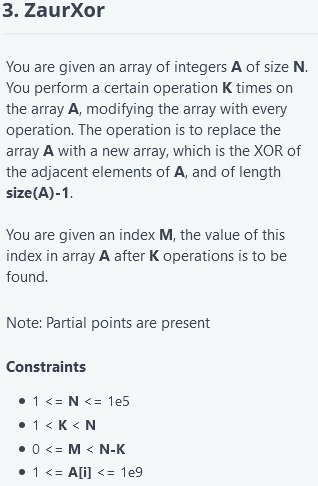 3. ZaurXor
You are given an array of integers A of size N.
You perform a certain operation K times on
the array A, modifying the array with every
operation. The operation is to replace the
array A with a new array, which is the XOR of
the adjacent elements of A, and of length
size(A)-1.
You are given an index M, the value of this
index in array A after K operations is to be
found.
Note: Partial points are present
Constraints
• 1 <= N <= 1e5
• 1 < K < N
• 0 <= M < N-K
• 1 <= A[i] <= 1e9